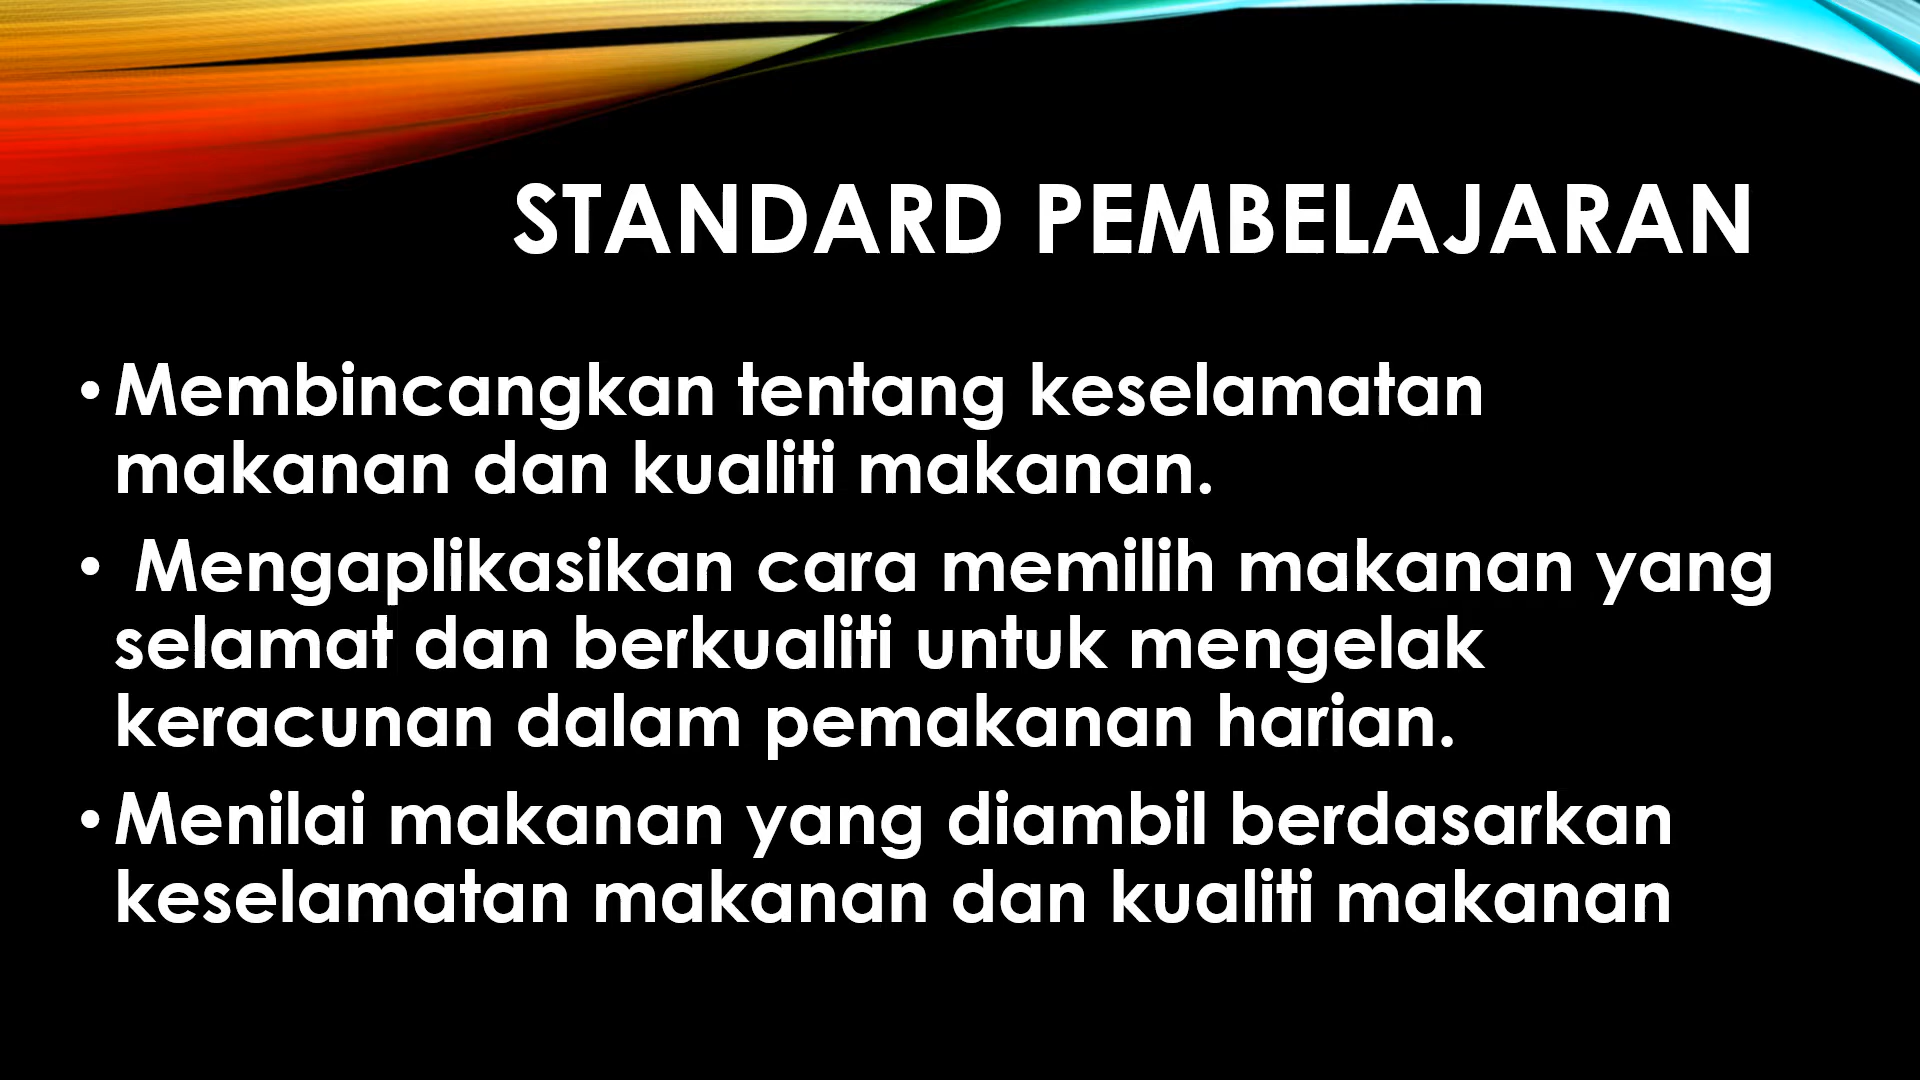 STANDARD PEMBELAJARAN
• Membincangkan tentang keselamatan
makanan dan kualiti makanan.
• Mengaplikasikan cara memilih makanan yang
selamat dan berkualiti untuk mengelak
keracunan dalam pemakanan harian.
• Menilai makanan yang diambil berdasarkan
keselamatan makanan dan kualiti makanan